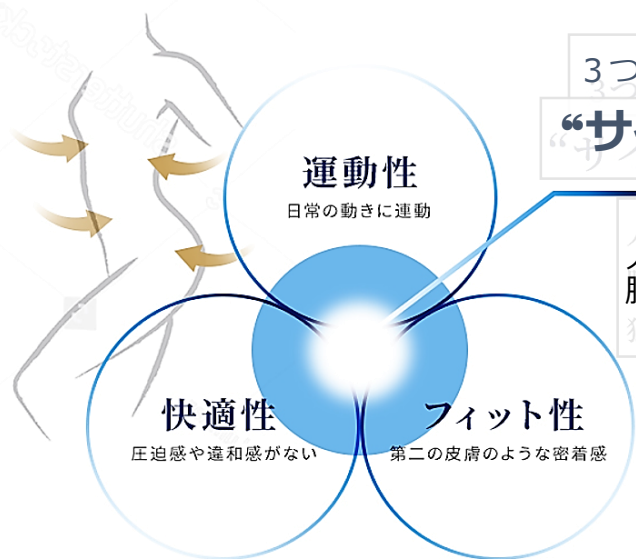 3つ
“サ
運動性
日常の動きに連動
快適性
圧迫感や違和感がない
フィット性
第二の皮膚のような密着感